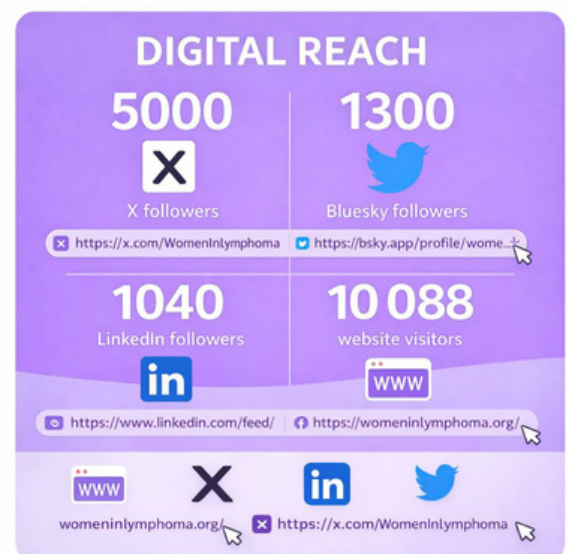 DIGITAL REACH
5000
X
X followers
1300
Bluesky followers
https://x.com/WomenInlymphoma
https://bsky.app/profile/wome...
1040
LinkedIn followers
in
10 088
website visitors
www
https://www.linkedin.com/feed/
https://womeninlymphoma.org/
www
X
in
womeninlymphoma.org/
https://x.com/WomenInlymphoma